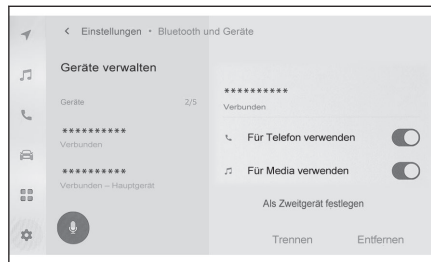 Einstellungen • Bluetooth und Geräte
Geräte verwalten
Geräte 2/5
**********
Verbunden
**********
Verbunden – Hauptgerät
**********
Verbunden
Für Telefon verwenden
Für Media verwenden
Als Zweitgerät festlegen
Trennen Entfernen